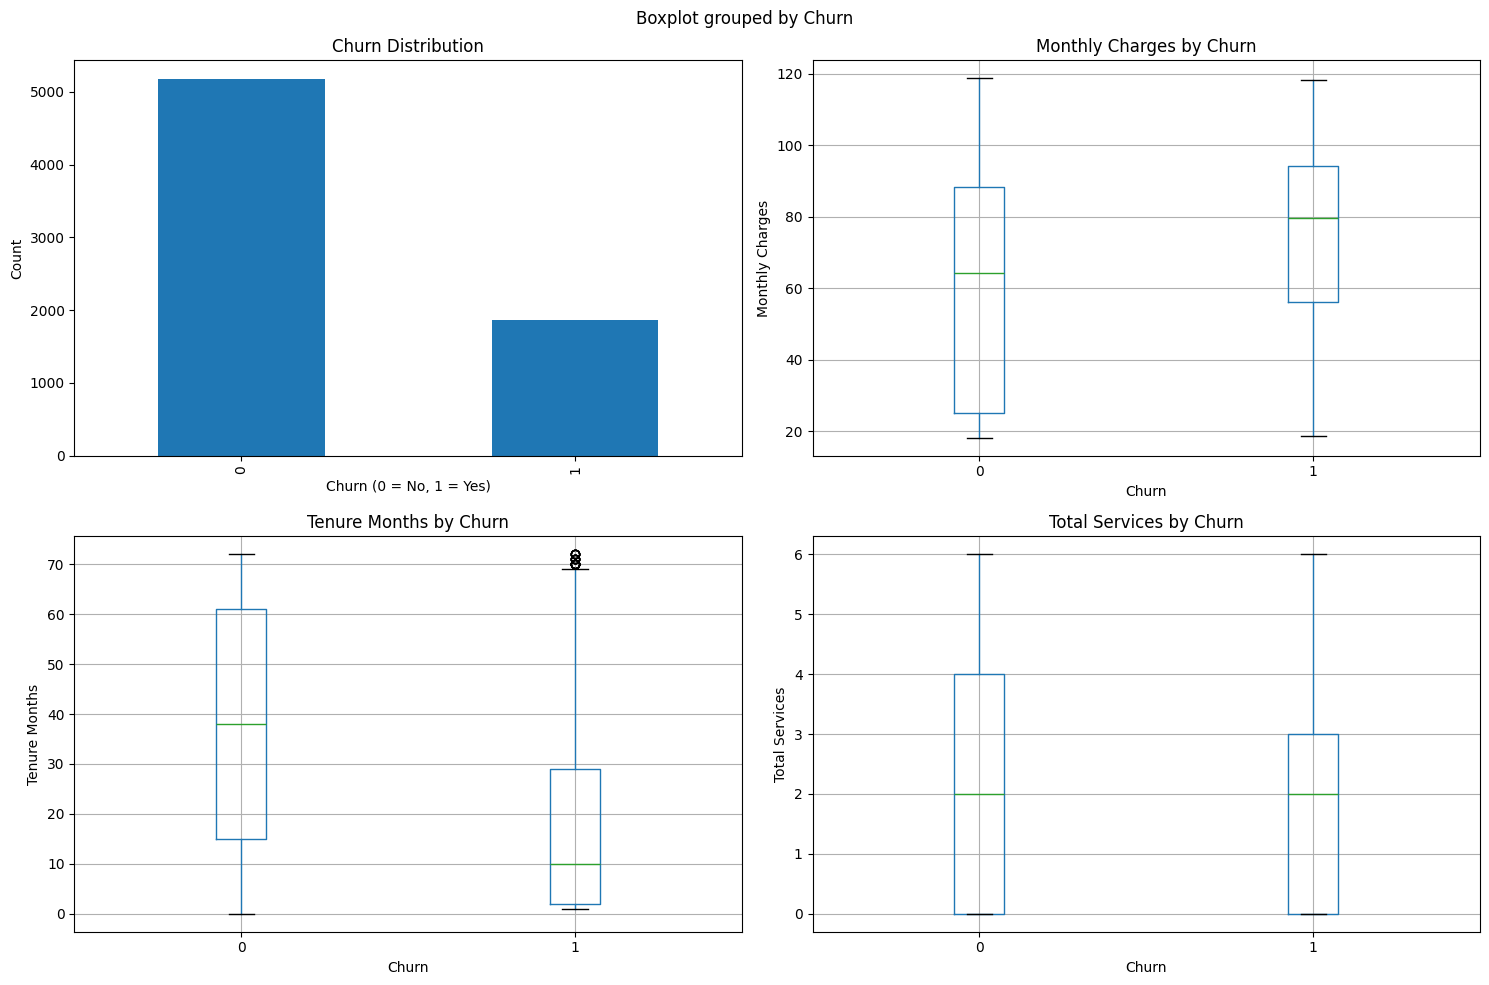 Boxplot grouped by Churn
Churn Distribution
Count
5000
4000
3000
2000
1000
0
0
1
Churn (0 = No, 1 = Yes)
Monthly Charges by Churn
Monthly Charges
120
100
80
60
40
20
0
1
Churn
Tenure Months by Churn
Tenure Months
70
60
50
40
30
20
10
0
0
1
Churn
Total Services by Churn
Total Services
6
5
4
3
2
1
0
0
1
Churn